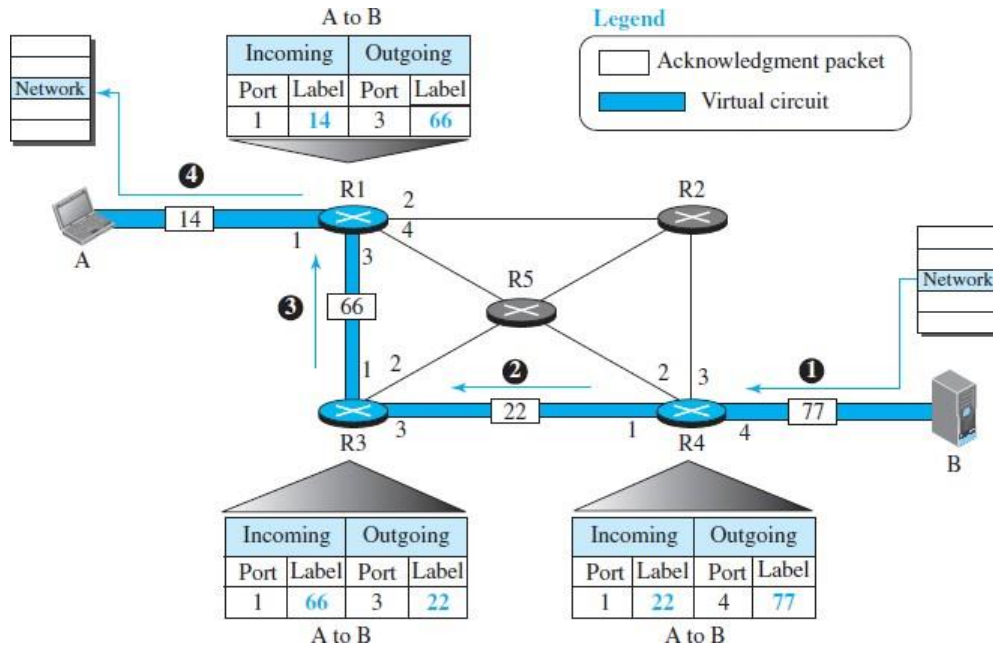 A to B
Legend
Incoming Outgoing
Port Label Port Label
1 14 3 66
Acknowledgment packet
Virtual circuit
Network
4
R1
2
R2
14
1
4
A
3
Network
R5
3
66
1
2
2
2
3
1
22
77
R3
3
1
R4
4
B
Incoming Outgoing
Port Label Port Label
1 66 3 22
A to B
Incoming Outgoing
Port Label Port Label
1 22 4 77
A to B